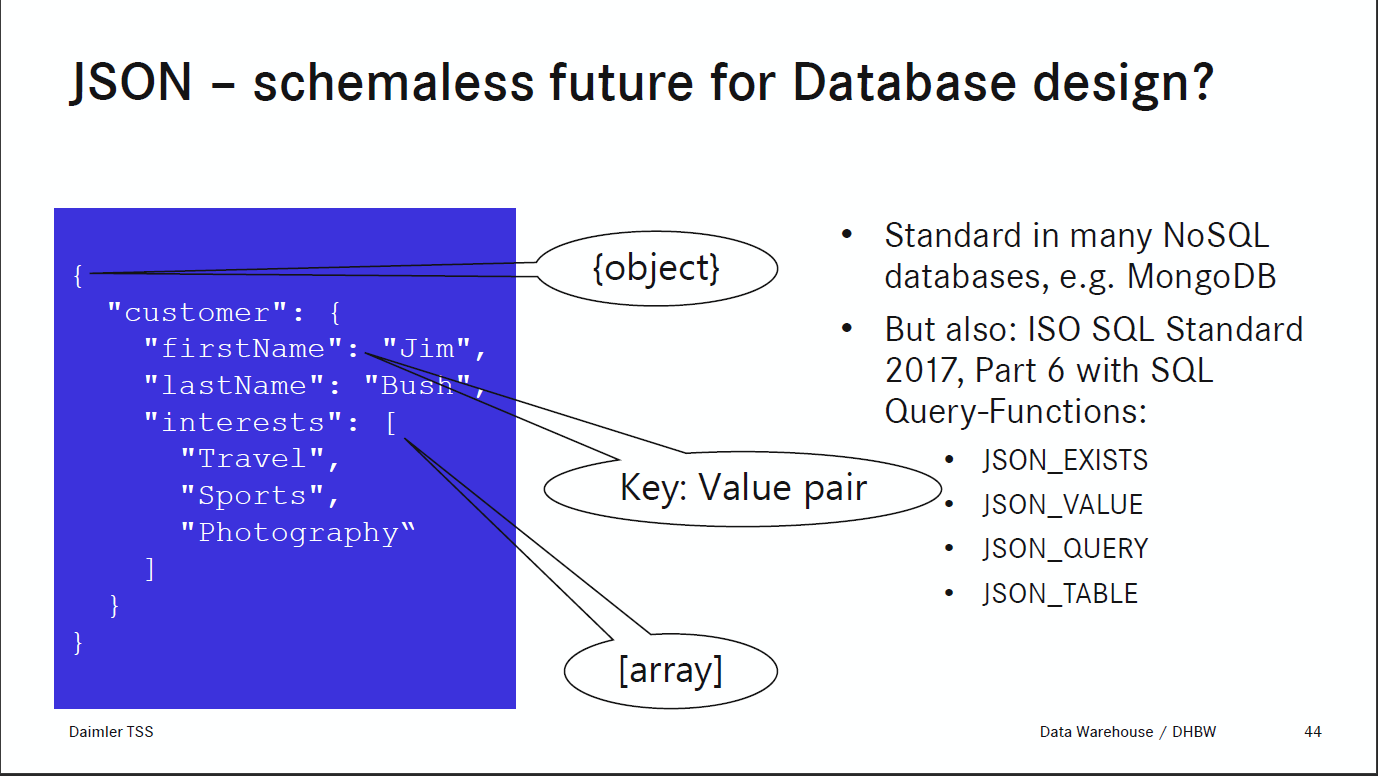 JSON – schemaless future for Database design?
{
"customer": {
"firstName": "Jim",
"lastName": "Bush",
"interests": [
"Travel",
"Sports",
"Photography“
]
}
}
{object}
Key: Value pair
[array]
• Standard in many NoSQL
databases, e.g. MongoDB
• But also: ISO SQL Standard
2017, Part 6 with SQL
Query-Functions:
• JSON_EXISTS
• JSON_VALUE
• JSON_QUERY
• JSON_TABLE
Daimler TSS
Data Warehouse / DHBW
44